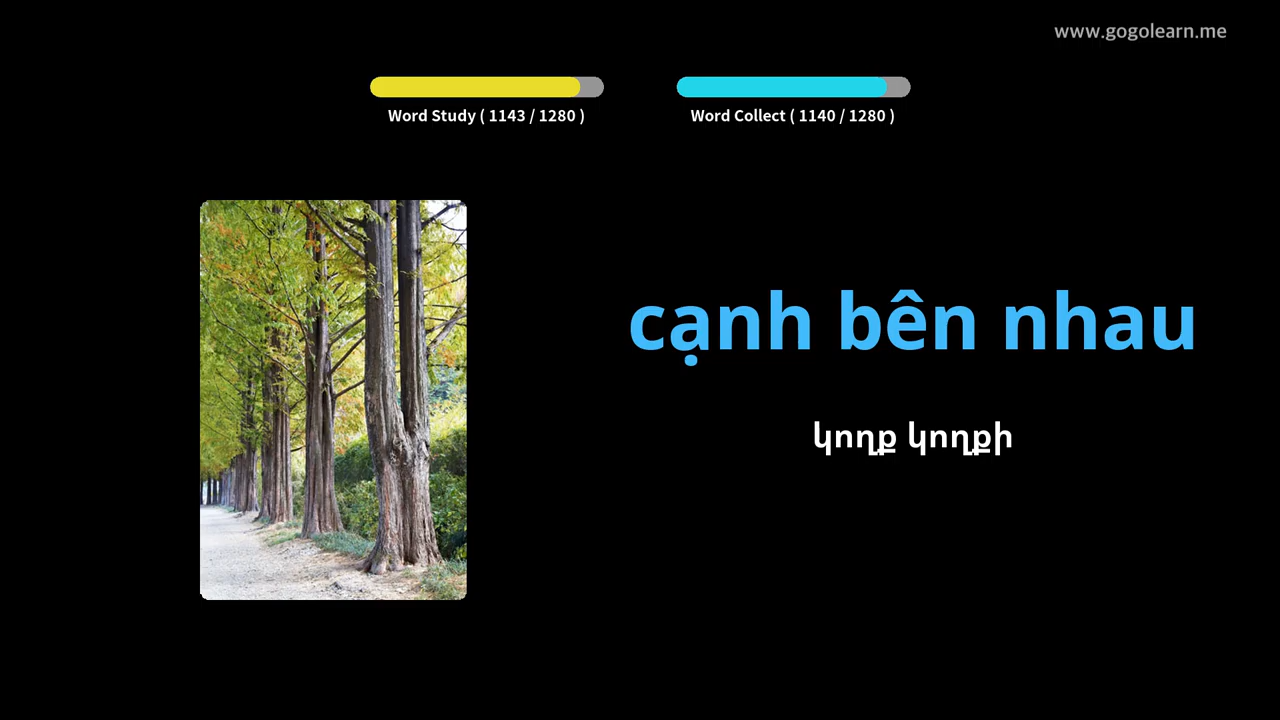 www.gogolearn.me
Word Study ( 1143 / 1280 )
Word Collect ( 1140 / 1280 )
cạnh bên nhau
կողք կողքի